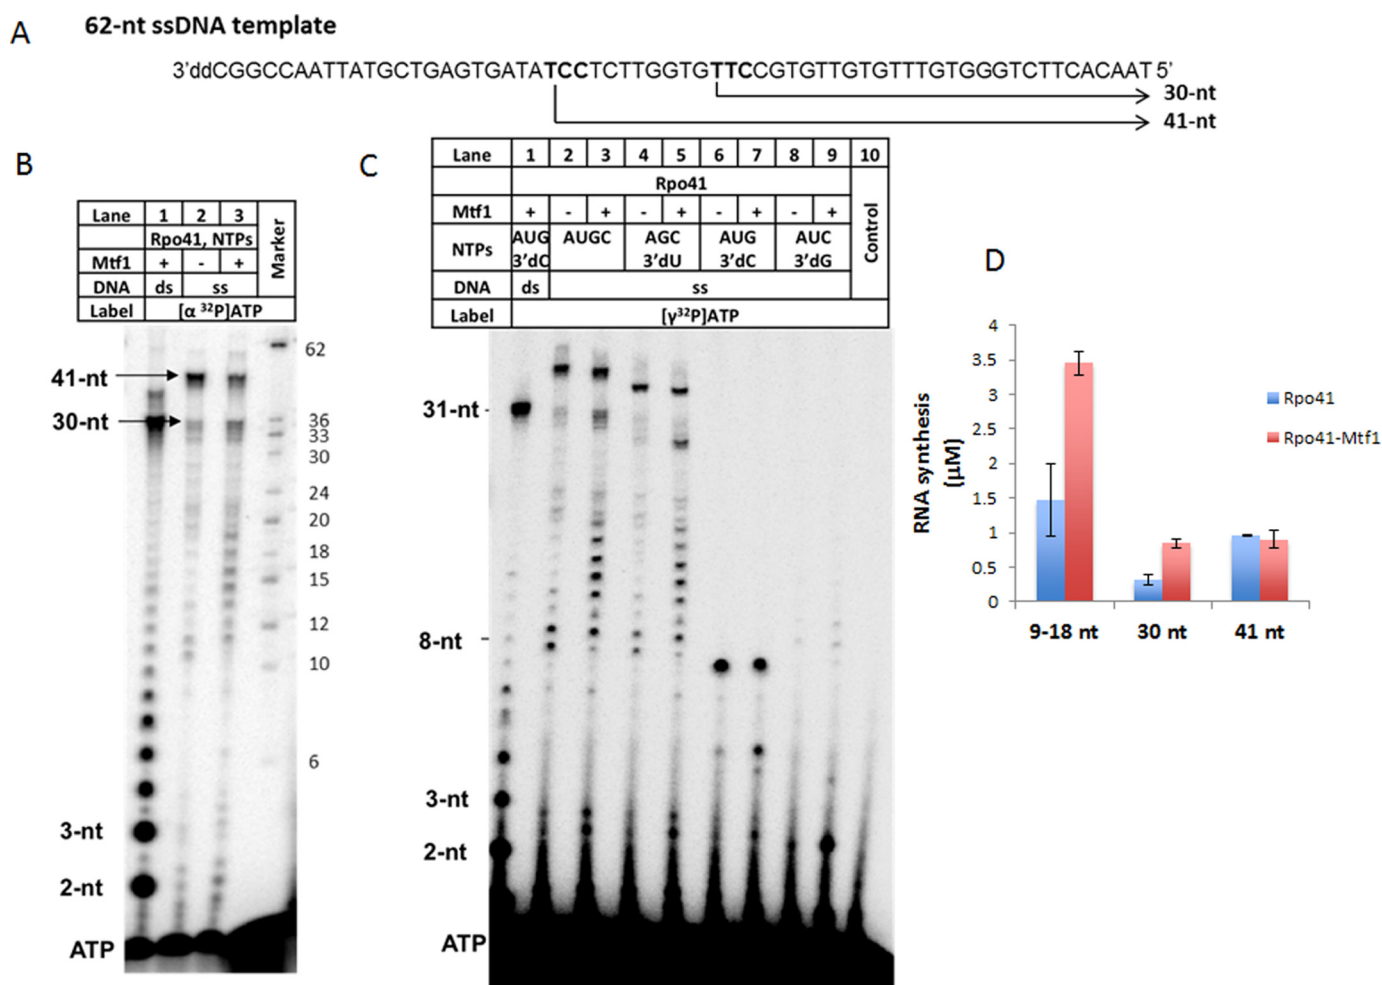 A
62-nt ssDNA template
3'ddCGGCCAATTATGCTGAGTGATATCCTCTTGGTGTTCCGTGTTGTGTTTGTGGGTCTTCACAAT 5'
30-nt
41-nt
B
Lane 1 2 3 Marker
Rpo41, NTPs
Mtf1 + - +
DNA ds ss
Label [α ³²P]ATP
41-nt
30-nt
3-nt
2-nt
ATP
62
36
33
30
24
20
18
15
12
10
6
C
Lane 1 2 3 4 5 6 7 8 9 10
Rpo41 Control
Mtf1 + - + - + - + - +
NTPs AUG 3'dC AUGC AGC 3'dU AUG 3'dC AUC 3'dG
DNA ds ss
Label [γ³²P]ATP
31-nt
8-nt
3-nt
2-nt
ATP
D
RNA synthesis
(µM)
4
3.5
3
2.5
2
1.5
1
0.5
0
9-18 nt 30 nt 41 nt
Rpo41
Rpo41-Mtf1